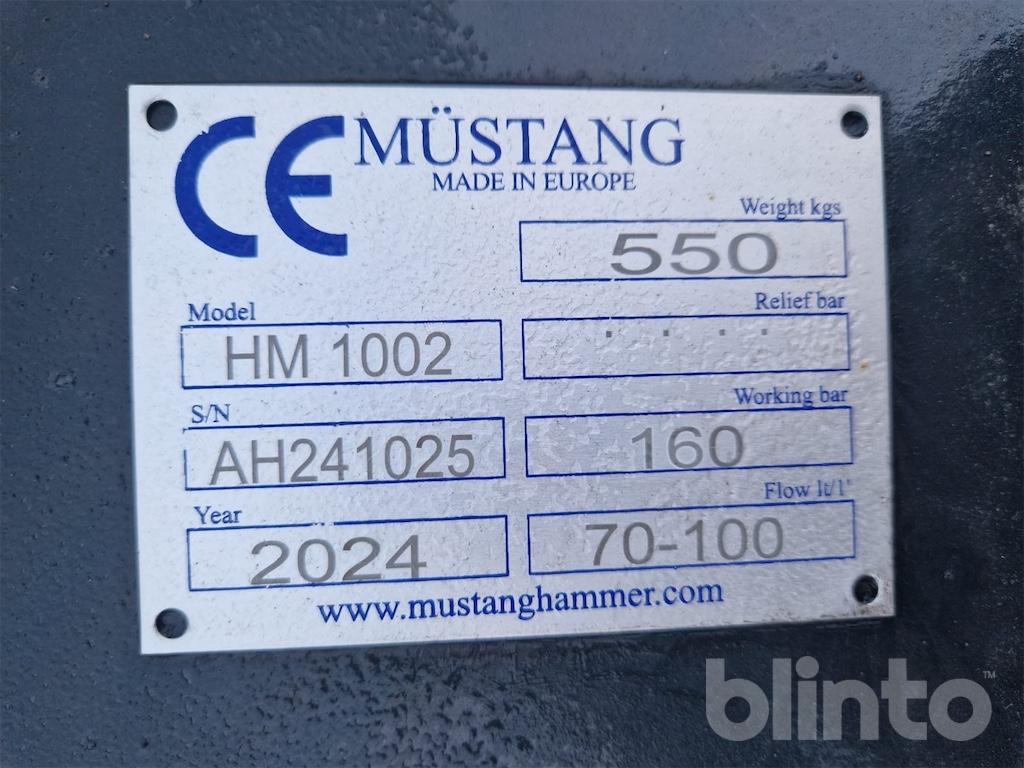 CE MÜSTANG
MADE IN EUROPE
Weight kgs
550
Model
HM 1002
Relief bar
. . . .
S/N
AH241025
Working bar
160
Year
2024
Flow lt/1'
70-100
www.mustanghammer.com
blinto™